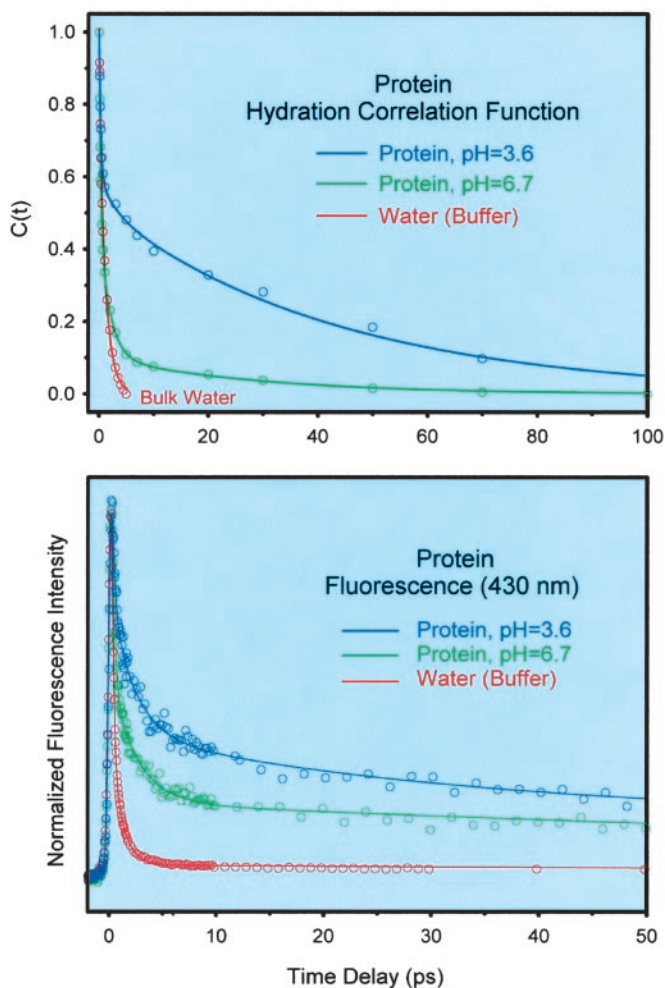 1.0
0.8
0.6
0.4
0.2
0.0
C(t)
Protein
Hydration Correlation Function
Protein, pH=3.6
Protein, pH=6.7
Water (Buffer)
Bulk Water
0 20 40 60 80 100
Normalized Fluorescence Intensity
Protein
Fluorescence (430 nm)
Protein, pH=3.6
Protein, pH=6.7
Water (Buffer)
0 10 20 30 40 50
Time Delay (ps)